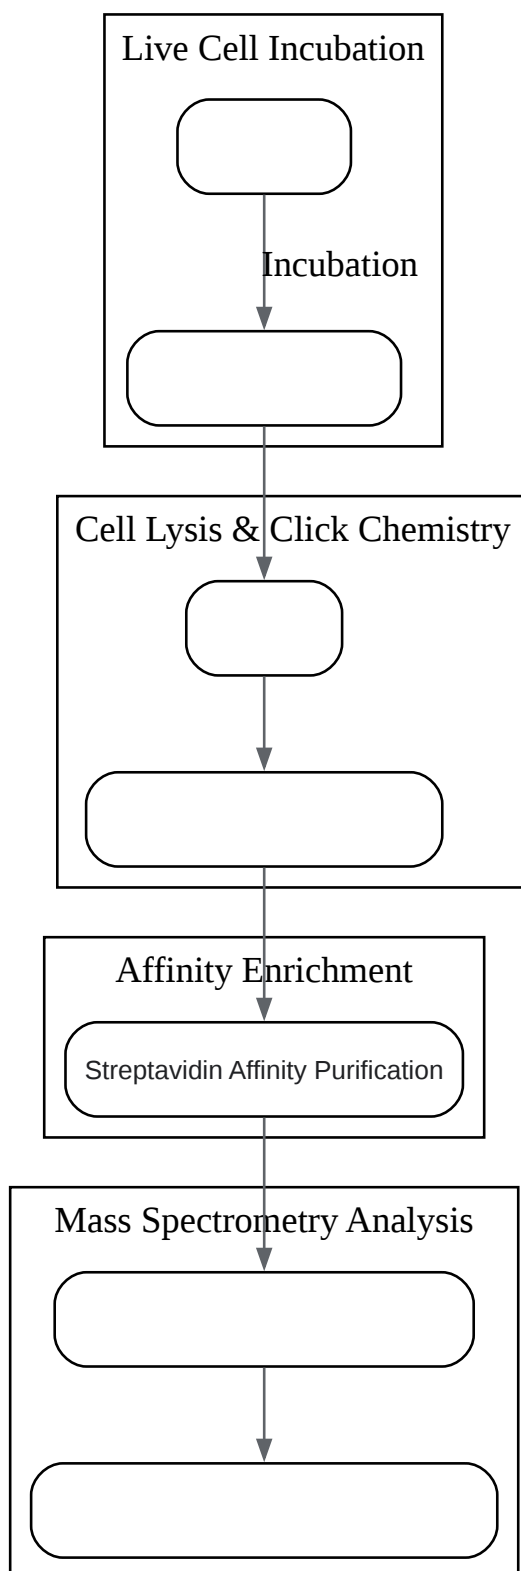 Live Cell Incubation
Incubation
Cell Lysis & Click Chemistry
Affinity Enrichment
Streptavidin Affinity Purification
Mass Spectrometry Analysis